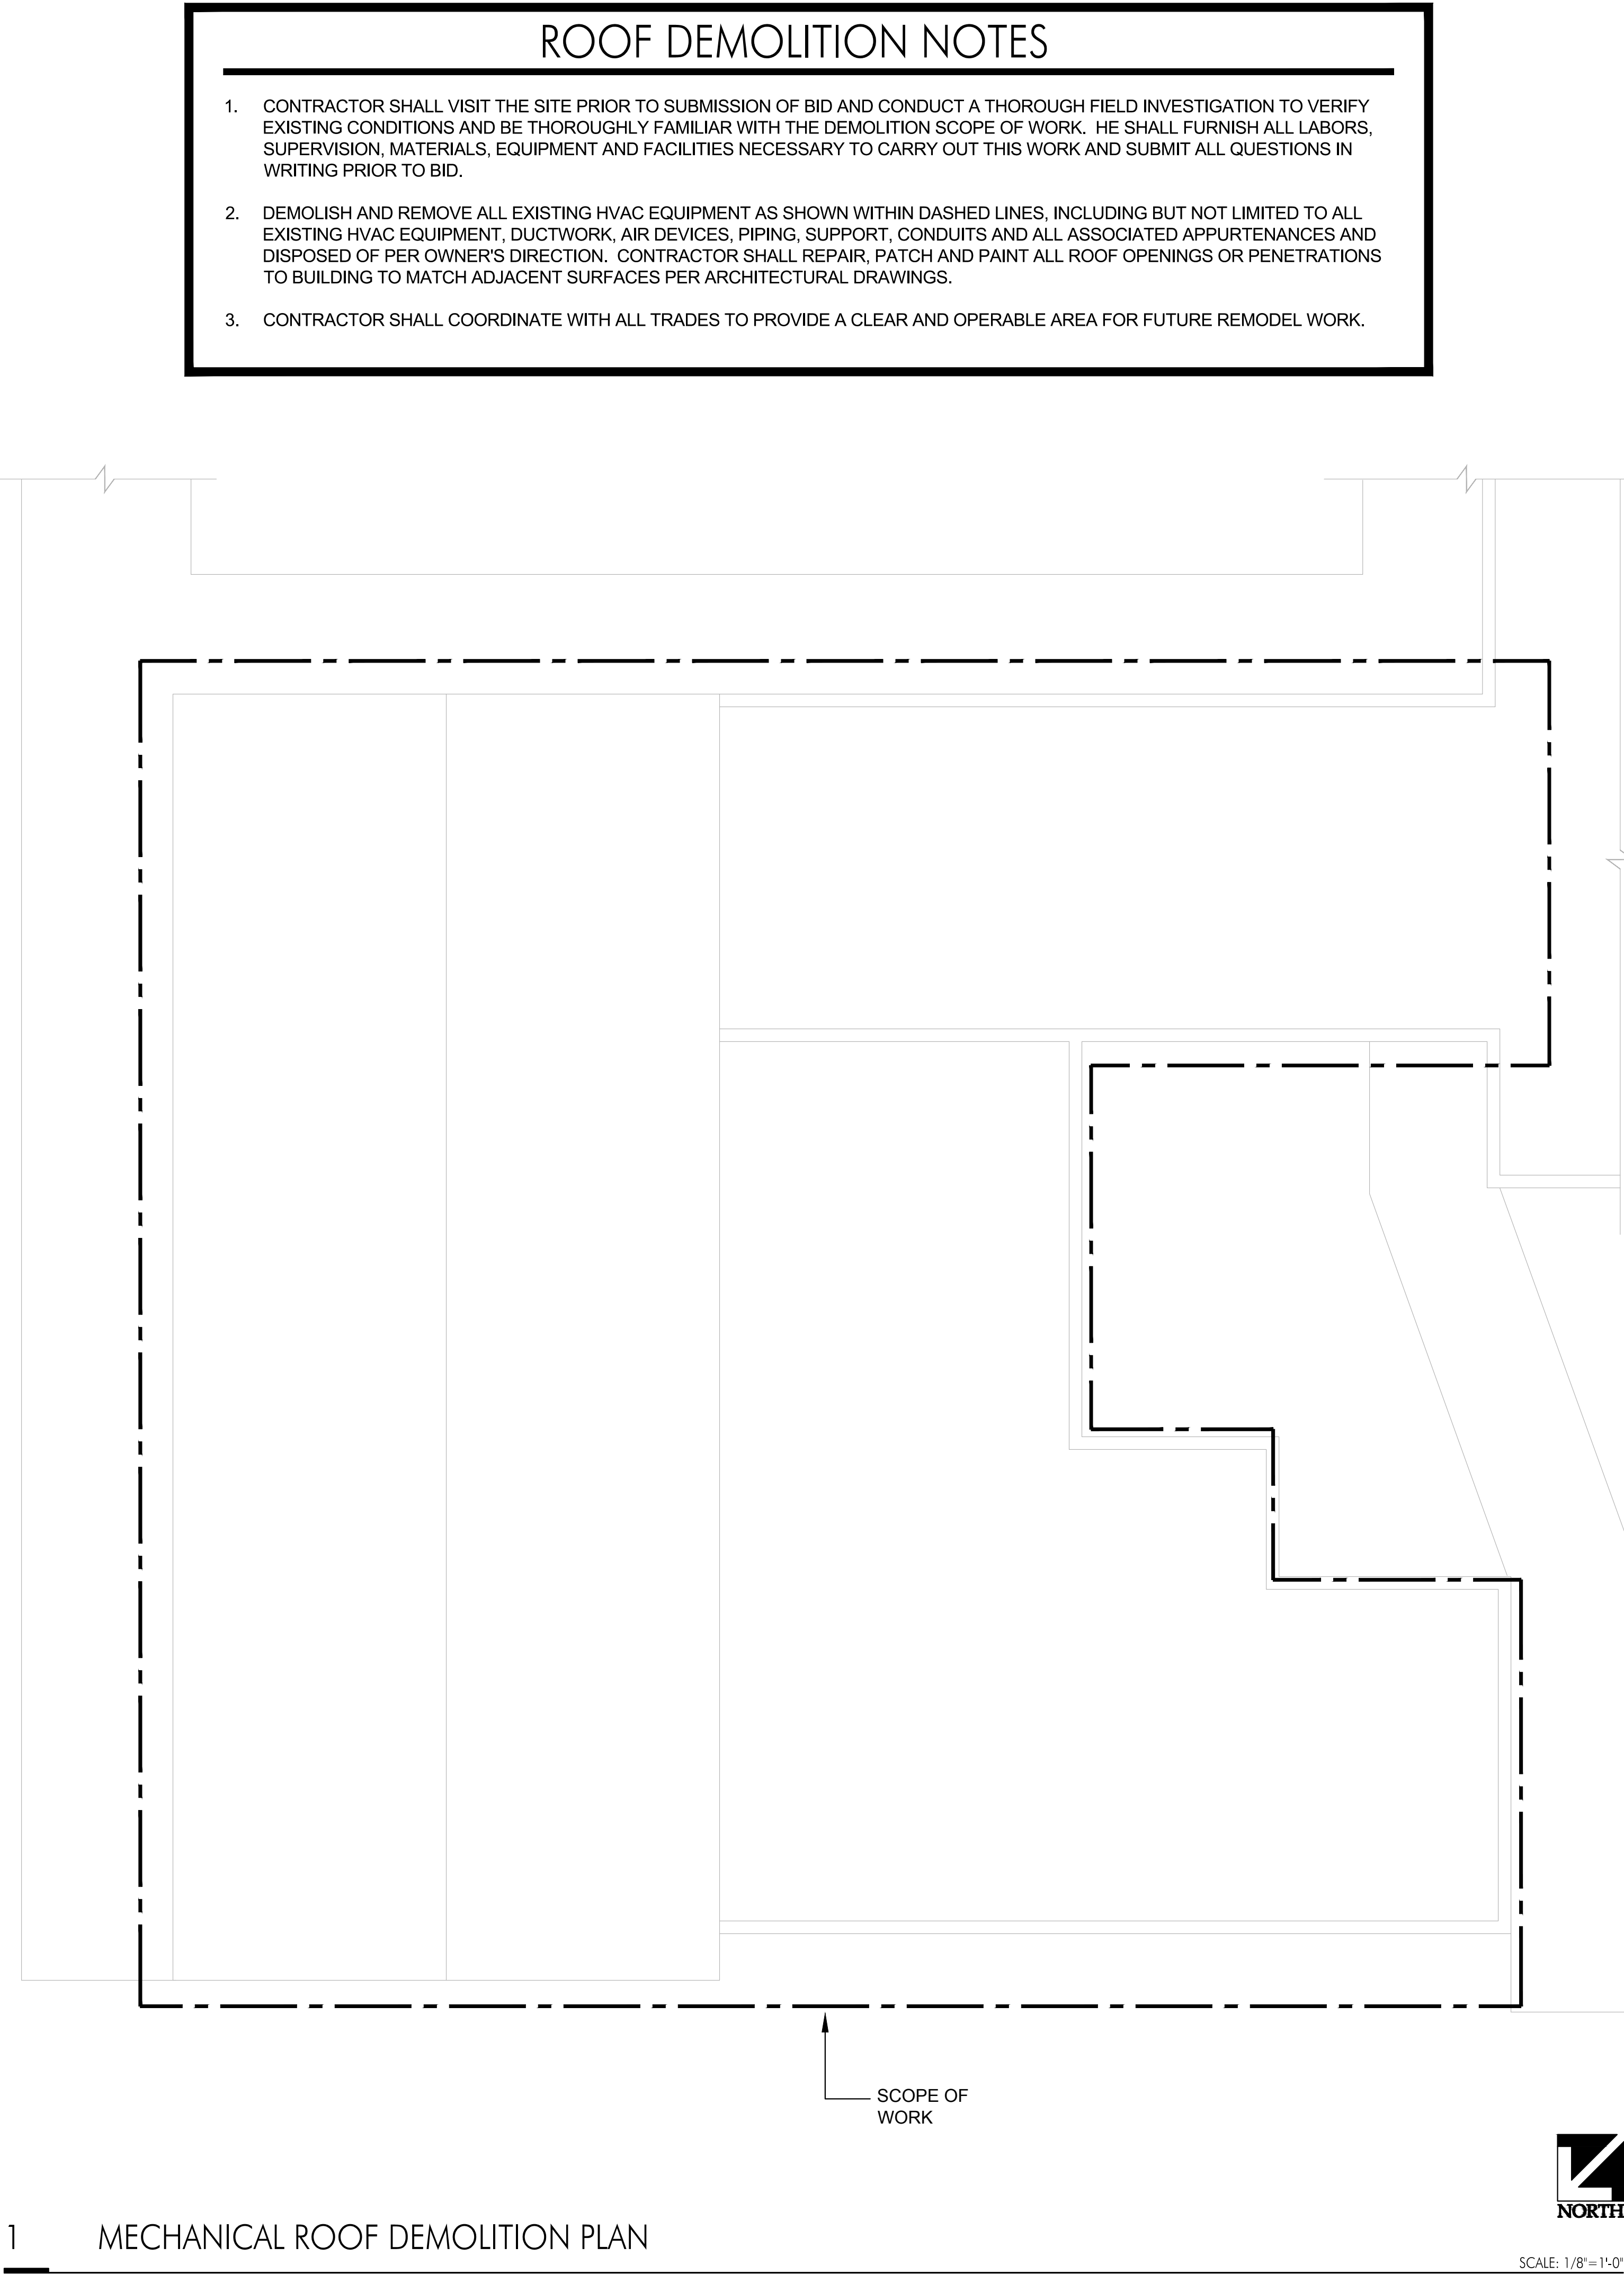 ROOF DEMOLITION NOTES
1. CONTRACTOR SHALL VISIT THE SITE PRIOR TO SUBMISSION OF BID AND CONDUCT A THOROUGH FIELD INVESTIGATION TO VERIFY
EXISTING CONDITIONS AND BE THOROUGHLY FAMILIAR WITH THE DEMOLITION SCOPE OF WORK. HE SHALL FURNISH ALL LABORS,
SUPERVISION, MATERIALS, EQUIPMENT AND FACILITIES NECESSARY TO CARRY OUT THIS WORK AND SUBMIT ALL QUESTIONS IN
WRITING PRIOR TO BID.
2. DEMOLISH AND REMOVE ALL EXISTING HVAC EQUIPMENT AS SHOWN WITHIN DASHED LINES, INCLUDING BUT NOT LIMITED TO ALL
EXISTING HVAC EQUIPMENT, DUCTWORK, AIR DEVICES, PIPING, SUPPORT, CONDUITS AND ALL ASSOCIATED APPURTENANCES AND
DISPOSED OF PER OWNER'S DIRECTION. CONTRACTOR SHALL REPAIR, PATCH AND PAINT ALL ROOF OPENINGS OR PENETRATIONS
TO BUILDING TO MATCH ADJACENT SURFACES PER ARCHITECTURAL DRAWINGS.
3. CONTRACTOR SHALL COORDINATE WITH ALL TRADES TO PROVIDE A CLEAR AND OPERABLE AREA FOR FUTURE REMODEL WORK.
SCOPE OF
WORK
NORTH
1 MECHANICAL ROOF DEMOLITION PLAN
SCALE: 1/8"=1'-0"